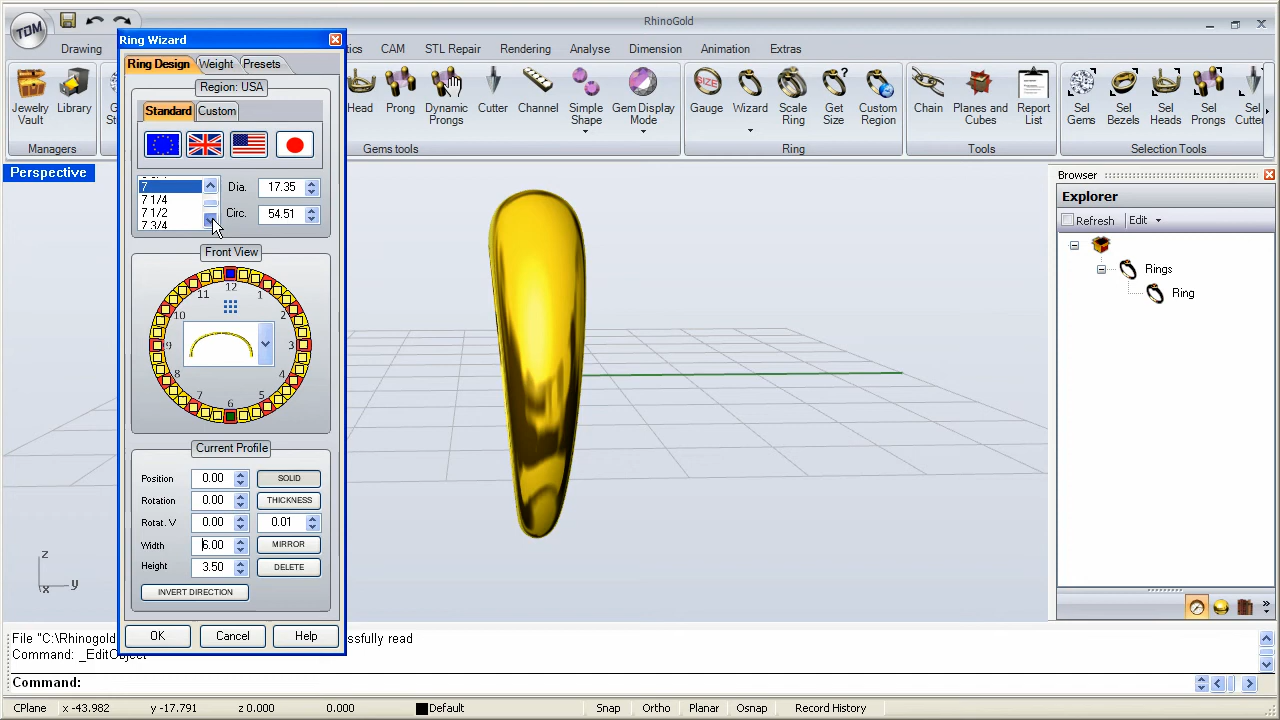 RhinoGold
TDM
Drawing
CAM
STL Repair
Rendering
Analyse
Dimension
Animation
Extras
Jewelry Vault
Library
Managers
Head
Prong
Dynamic Prongs
Cutter
Channel
Simple Shape
Gem Display Mode
Gems tools
SIZE
Gauge
Wizard
Scale Ring
Get Size
Custom Region
Ring
Chain
Planes and Cubes
Report List
Tools
Sel Gems
Sel Bezels
Sel Heads
Sel Prongs
Sel
Selection Tools
Ring Wizard
Ring Design
Weight
Presets
Region: USA
Standard
Custom
7
7 1/4
7 1/2
7 3/4
Dia. 17.35
Circ. 54.51
Front View
12
1
2
3
4
5
6
7
8
9
10
11
Current Profile
Position 0.00 SOLID
Rotation 0.00 THICKNESS
Rotat. V 0.00 0.01
Width 6.00 MIRROR
Height 3.50 DELETE
INVERT DIRECTION
OK
Cancel
Help
Perspective
z
x
y
Browser
Explorer
Refresh
Edit
Rings
Ring
File "C:\Rhinogold
ssfully read
Command: _EditObject
Command:
CPlane
x -43.982
y -17.791
z 0.000
0.000
Default
Snap
Ortho
Planar
Osnap
Record History